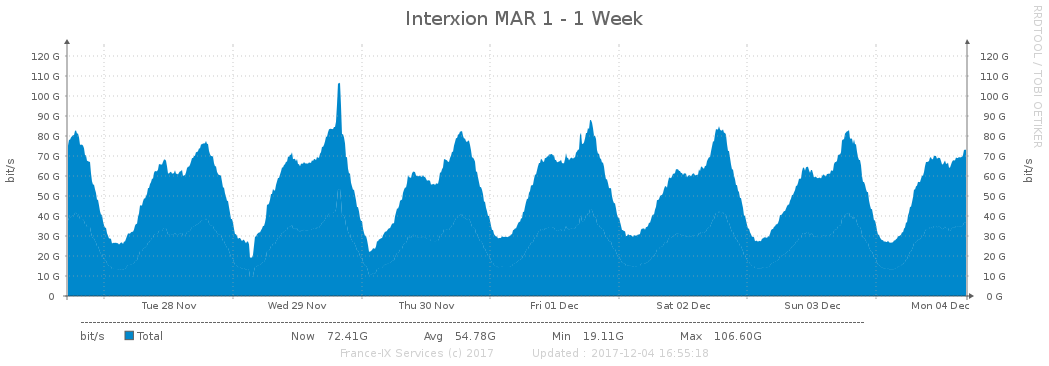 Interxion MAR 1 - 1 Week
RRDTOOL / TOBI OETIKER
bit/s
120 G 120 G
110 G 110 G
100 G 100 G
90 G 90 G
80 G 80 G
70 G 70 G
60 G 60 G
50 G 50 G
40 G 40 G
30 G 30 G
20 G 20 G
10 G 10 G
0 0 G
bit/s
Tue 28 Nov Wed 29 Nov Thu 30 Nov Fri 01 Dec Sat 02 Dec Sun 03 Dec Mon 04 Dec
bit/s Total Now 72.41G Avg 54.78G Min 19.11G Max 106.60G
France-IX Services (c) 2017 Updated : 2017-12-04 16:55:18